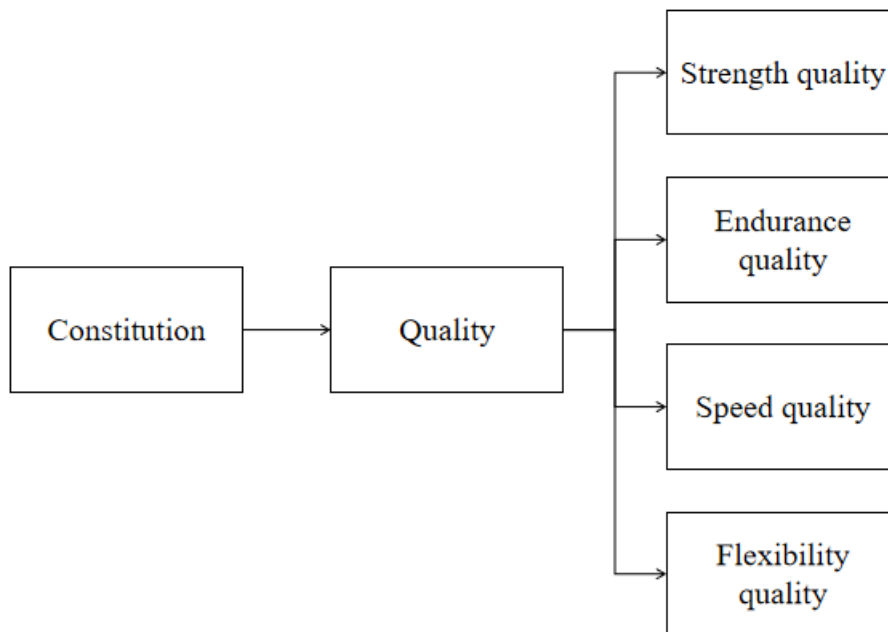 Constitution
Quality
Strength quality
Endurance
quality
Speed quality
Flexibility
quality